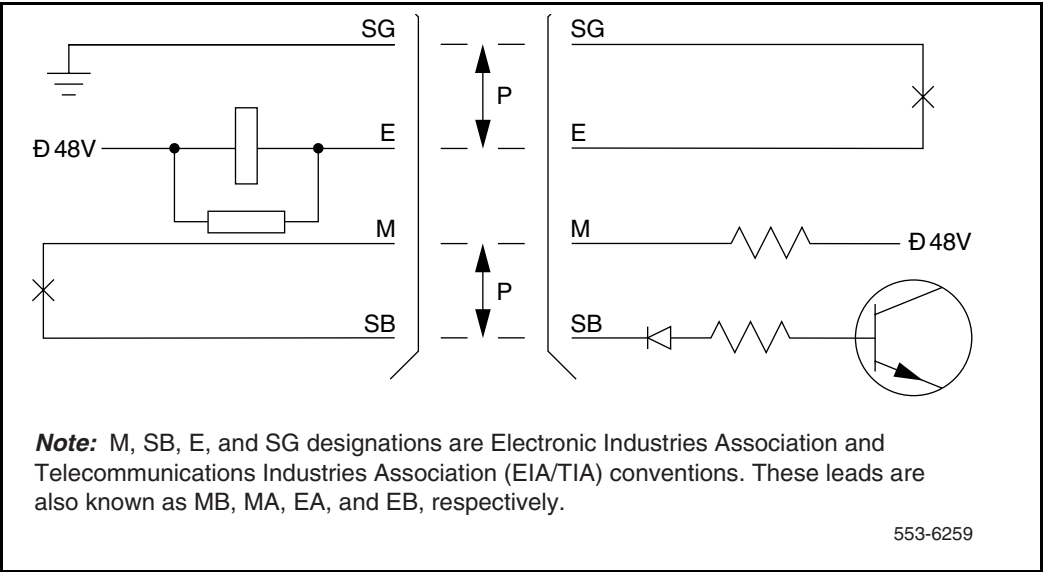 SG SG
P
E E
Đ 48V
M M
Đ 48V
P
SB SB
Note: M, SB, E, and SG designations are Electronic Industries Association and
Telecommunications Industries Association (EIA/TIA) conventions. These leads are
also known as MB, MA, EA, and EB, respectively.
553-6259